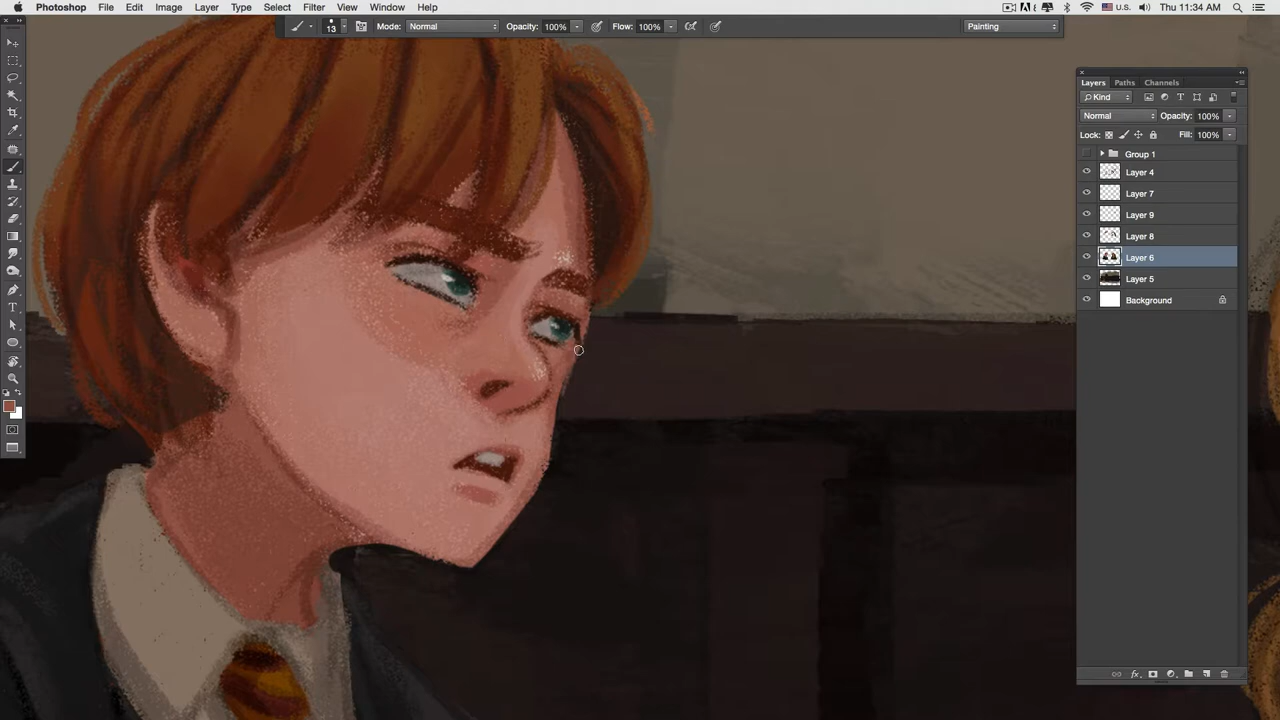 Photoshop File Edit Image Layer Type Select Filter View Window Help U.S. Thu 11:34 AM
13 Mode: Normal Opacity: 100% Flow: 100% Painting
Layers Paths Channels
Kind
Normal Opacity: 100%
Lock: Fill: 100%
Group 1
Layer 4
Layer 7
Layer 9
Layer 8
Layer 6
Layer 5
Background